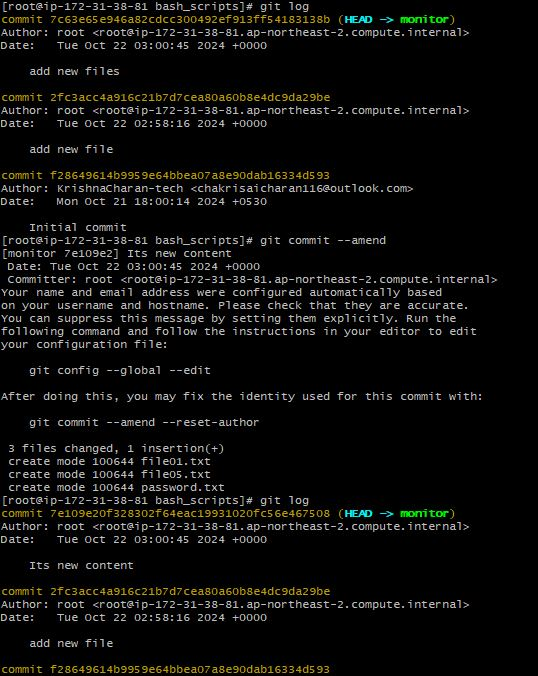 [root@ip-172-31-38-81 bash_scripts]# git log
commit 7c63e65e946a82cdcc300492ef913ff54183138b (HEAD -> monitor)
Author: root <root@ip-172-31-38-81.ap-northeast-2.compute.internal>
Date:   Tue Oct 22 03:00:45 2024 +0000
    add new files
commit 2fc3acc4a916c21b7d7cea80a60b8e4dc9da29be
Author: root <root@ip-172-31-38-81.ap-northeast-2.compute.internal>
Date:   Tue Oct 22 02:58:16 2024 +0000
    add new file
commit f28649614b9959e64bbea07a8e90dab16334d593
Author: KrishnaCharan-tech <chakrisaicharan116@outlook.com>
Date:   Mon Oct 21 18:00:14 2024 +0530
    Initial commit
[root@ip-172-31-38-81 bash_scripts]# git commit --amend
[monitor 7e109e2] Its new content
 Date: Tue Oct 22 03:00:45 2024 +0000
 Committer: root <root@ip-172-31-38-81.ap-northeast-2.compute.internal>
Your name and email address were configured automatically based
on your username and hostname. Please check that they are accurate.
You can suppress this message by setting them explicitly. Run the
following command and follow the instructions in your editor to edit
your configuration file:
    git config --global --edit
After doing this, you may fix the identity used for this commit with:
    git commit --amend --reset-author
 3 files changed, 1 insertion(+)
 create mode 100644 file01.txt
 create mode 100644 file05.txt
 create mode 100644 password.txt
[root@ip-172-31-38-81 bash_scripts]# git log
commit 7e109e20f328302f64eac19931020fc56e467508 (HEAD -> monitor)
Author: root <root@ip-172-31-38-81.ap-northeast-2.compute.internal>
Date:   Tue Oct 22 03:00:45 2024 +0000
    Its new content
commit 2fc3acc4a916c21b7d7cea80a60b8e4dc9da29be
Author: root <root@ip-172-31-38-81.ap-northeast-2.compute.internal>
Date:   Tue Oct 22 02:58:16 2024 +0000
    add new file
commit f28649614b9959e64bbea07a8e90dab16334d593